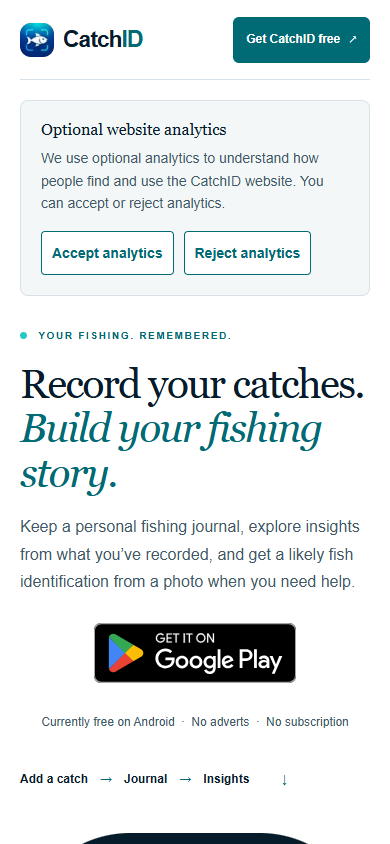 CatchID
Get CatchID free ↗
Optional website analytics
We use optional analytics to understand how
people find and use the CatchID website. You
can accept or reject analytics.
Accept analytics
Reject analytics
YOUR FISHING. REMEMBERED.
Record your catches.
Build your fishing
story.
Keep a personal fishing journal, explore insights
from what you’ve recorded, and get a likely fish
identification from a photo when you need help.
GET IT ON
Google Play
Currently free on Android · No adverts · No subscription
Add a catch → Journal → Insights ↓